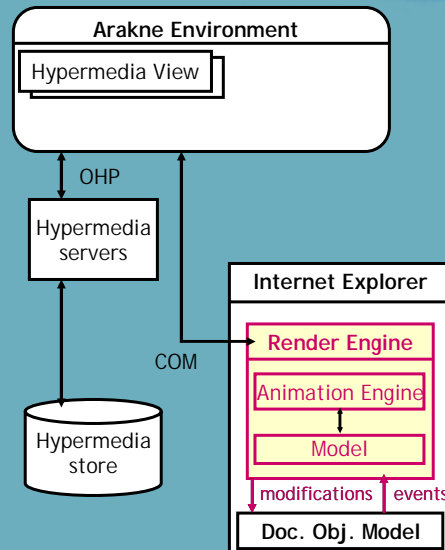 Arakne Environment
Hypermedia View
OHP
Hypermedia
servers
Internet Explorer
Render Engine
COM
Animation Engine
Hypermedia
store
Model
modifications events
Doc. Obj. Model